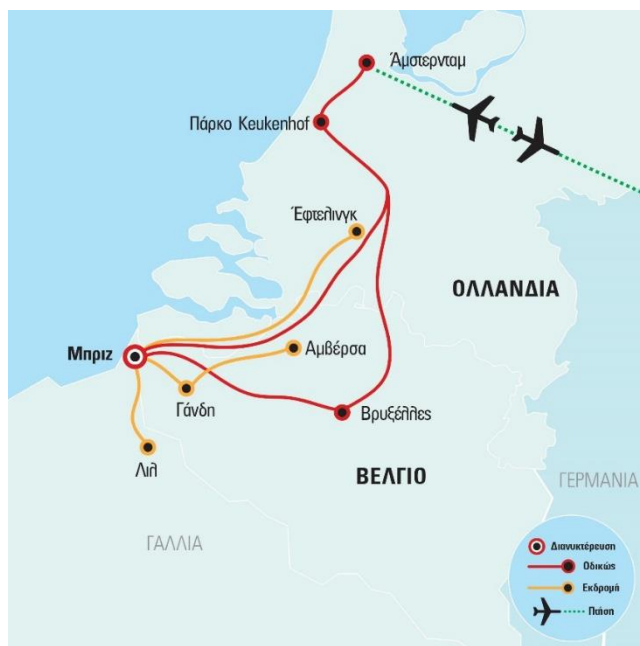 Άμστερνταμ
Πάρκο Keukenhof
Έφτελινγκ
ΟΛΛΑΝΔΙΑ
Μπριζ
Αμβέρσα
Γάνδη
Βρυξέλλες
Λιλ
ΒΕΛΓΙΟ
ΓΕΡΜΑΝΙΑ
ΓΑΛΛΙΑ
Διανυκτέρευση
Οδικώς
Εκδρομή
Πτήση